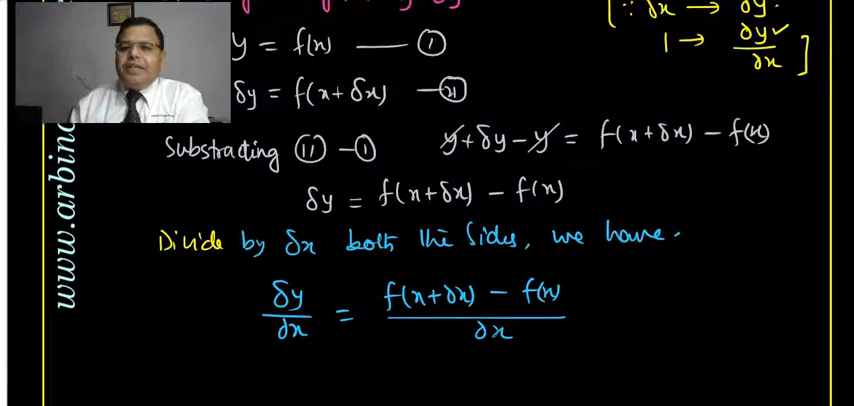 [∵ δx → δy.
y = f(x) —— ①
1 → δy/δx ]
δy = f(x + δx) — ⑪
Substracting ⑪ - ① y + δy - y = f(x + δx) - f(x)
δy = f(x + δx) - f(x)
Divide by δx both the Sides, we have.
δy/δx = f(x + δx) - f(x) / δx
www.arbind